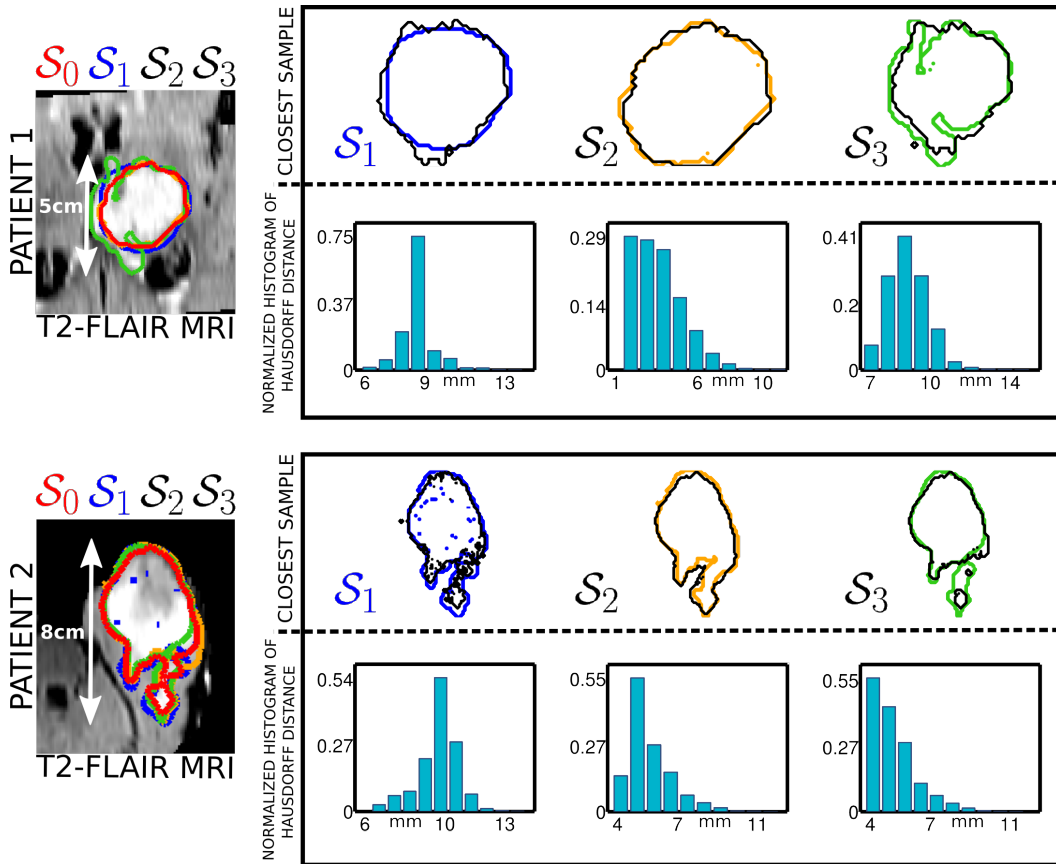 S0 S1 S2 S3
PATIENT 1
5cm
T2-FLAIR MRI
CLOSEST SAMPLE
S1
S2
S3
NORMALIZED HISTOGRAM OF
HAUSDORFF DISTANCE
0.75
0.37
0
6 9 mm 13
0.29
0.14
0
1 6 mm 10
0.41
0.2
0
7 10 mm 14
S0 S1 S2 S3
PATIENT 2
8cm
T2-FLAIR MRI
CLOSEST SAMPLE
S1
S2
S3
NORMALIZED HISTOGRAM OF
HAUSDORFF DISTANCE
0.54
0.27
0
6 mm 10 13
0.55
0.27
0
4 7 mm 11
0.55
0.27
0
4 7 mm 11